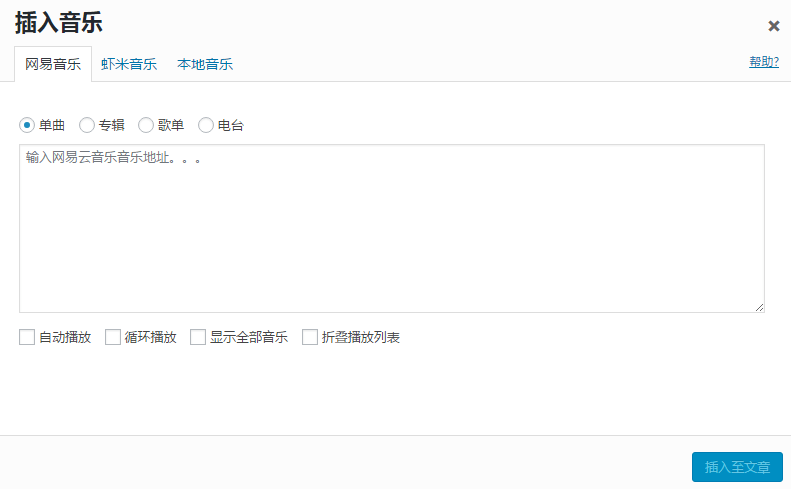 插入音乐
网易音乐 虾米音乐 本地音乐 帮助?
单曲 专辑 歌单 电台
输入网易云音乐音乐地址。。。
自动播放 循环播放 显示全部音乐 折叠播放列表
插入至文章